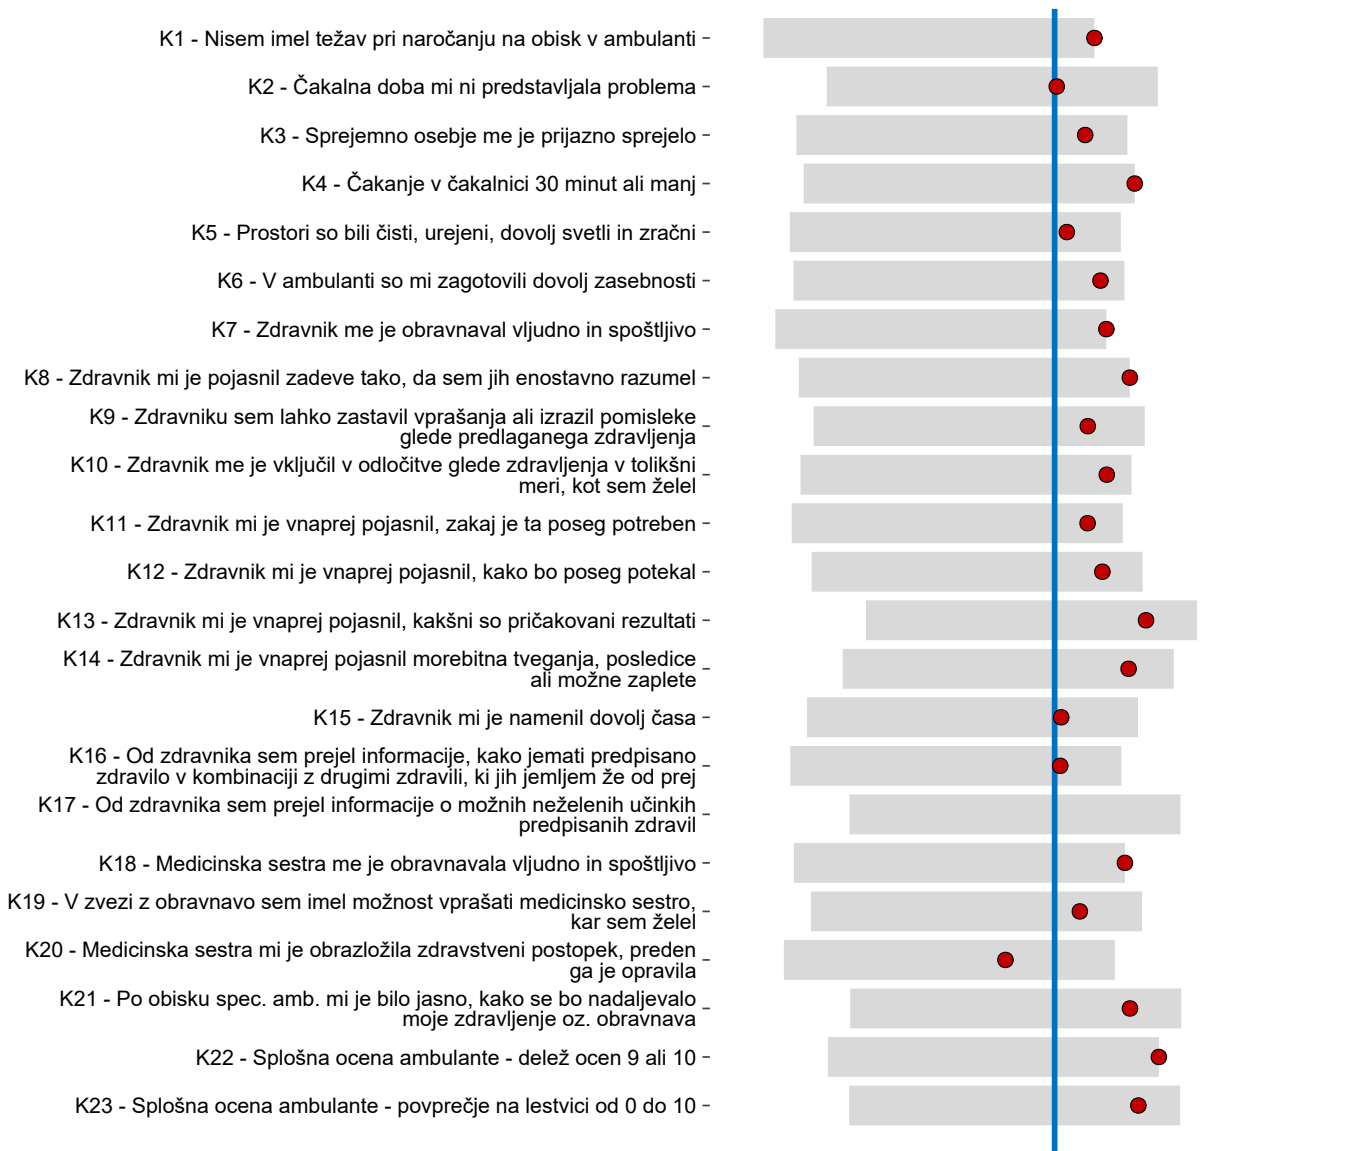 K1 - Nisem imel težav pri naročanju na obisk v ambulanti
K2 - Čakalna doba mi ni predstavljala problema
K3 - Sprejemno osebje me je prijazno sprejelo
K4 - Čakanje v čakalnici 30 minut ali manj
K5 - Prostori so bili čisti, urejeni, dovolj svetli in zračni
K6 - V ambulanti so mi zagotovili dovolj zasebnosti
K7 - Zdravnik me je obravnaval vljudno in spoštljivo
K8 - Zdravnik mi je pojasnil zadeve tako, da sem jih enostavno razumel
K9 - Zdravniku sem lahko zastavil vprašanja ali izrazil pomisleke
glede predlaganega zdravljenja
K10 - Zdravnik me je vključil v odločitve glede zdravljenja v tolikšni
meri, kot sem želel
K11 - Zdravnik mi je vnaprej pojasnil, zakaj je ta poseg potreben
K12 - Zdravnik mi je vnaprej pojasnil, kako bo poseg potekal
K13 - Zdravnik mi je vnaprej pojasnil, kakšni so pričakovani rezultati
K14 - Zdravnik mi je vnaprej pojasnil morebitna tveganja, posledice
ali možne zaplete
K15 - Zdravnik mi je namenil dovolj časa
K16 - Od zdravnika sem prejel informacije, kako jemati predpisano
zdravilo v kombinaciji z drugimi zdravili, ki jih jemljem že od prej
K17 - Od zdravnika sem prejel informacije o možnih neželenih učinkih
predpisanih zdravil
K18 - Medicinska sestra me je obravnavala vljudno in spoštljivo
K19 - V zvezi z obravnavo sem imel možnost vprašati medicinsko sestro,
kar sem želel
K20 - Medicinska sestra mi je obrazložila zdravstveni postopek, preden
ga je opravila
K21 - Po obisku spec. amb. mi je bilo jasno, kako se bo nadaljevalo
moje zdravljenje oz. obravnava
K22 - Splošna ocena ambulante - delež ocen 9 ali 10
K23 - Splošna ocena ambulante - povprečje na lestvici od 0 do 10